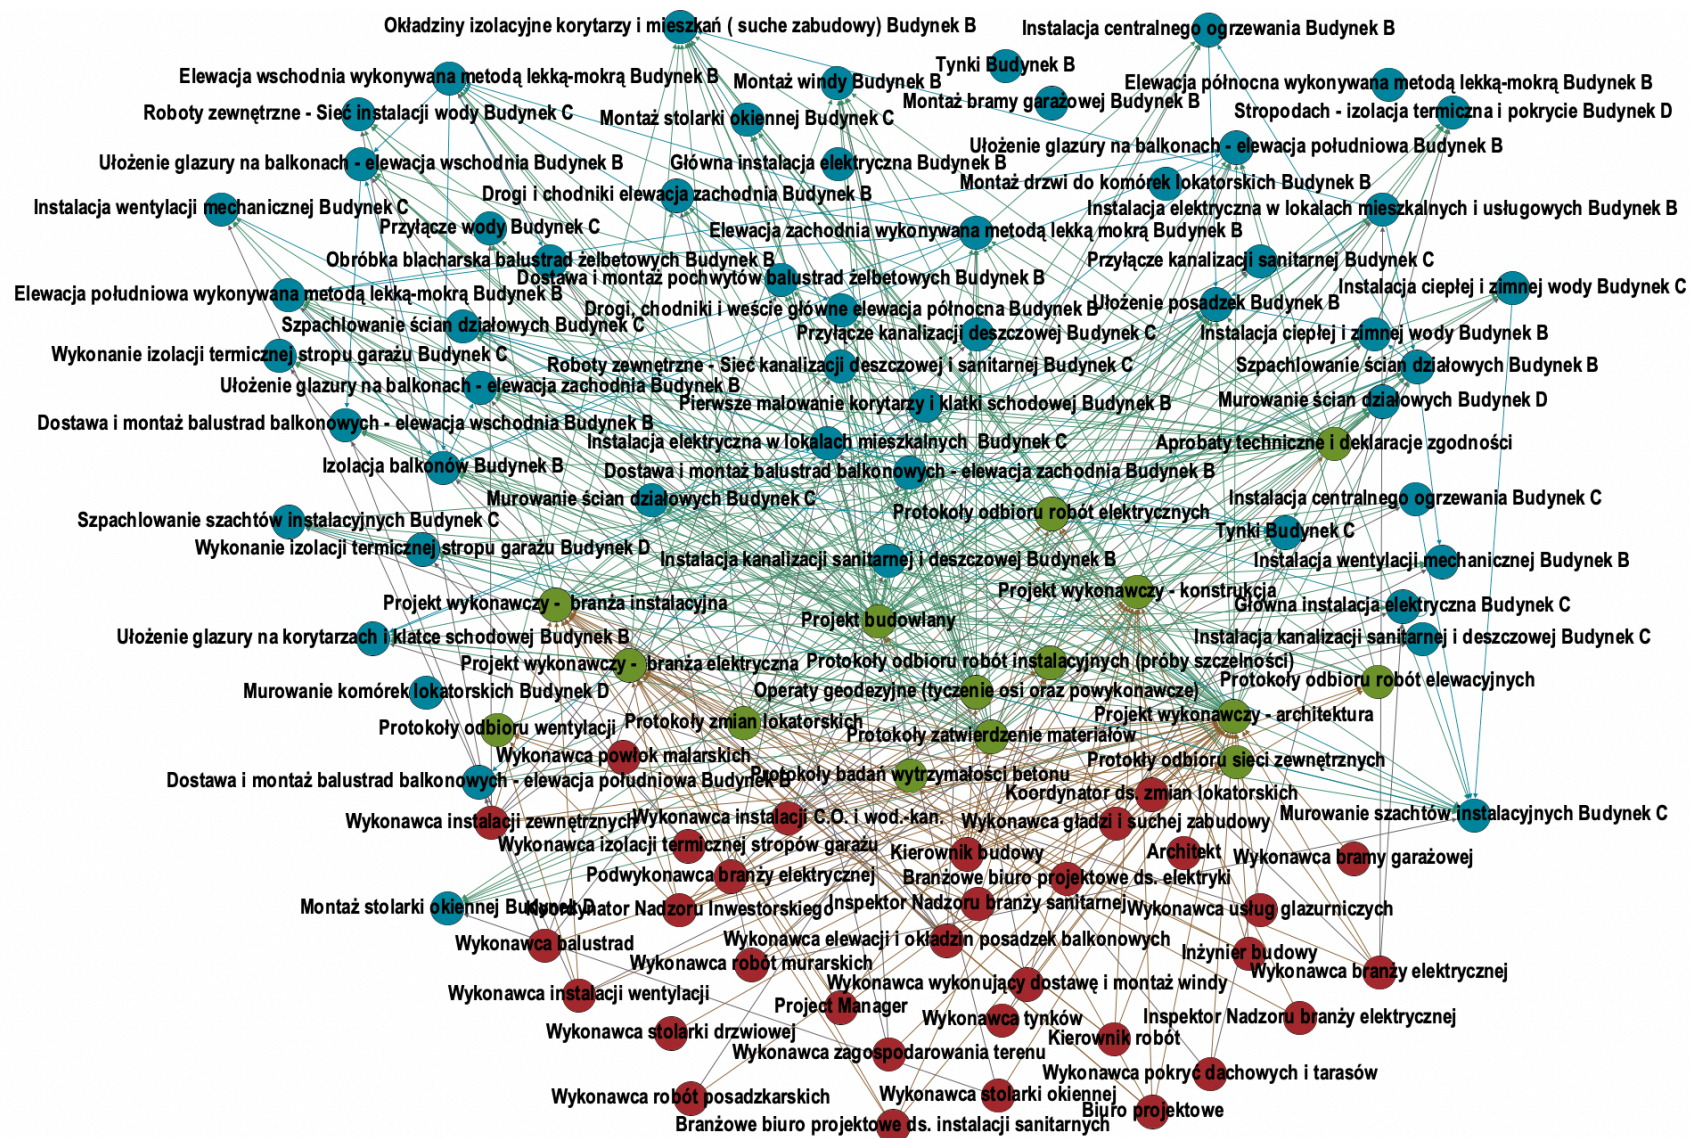 Okładziny izolacyjne korytarzy i mieszkań ( suche zabudowy) Budynek B
Instalacja centralnego ogrzewania Budynek B
Tynki Budynek B
Elewacja wschodnia wykonywana metodą lekką-mokrą Budynek B
Montaż windy Budynek B
Elewacja północna wykonywana metodą lekką-mokrą Budynek B
Montaż bramy garażowej Budynek B
Roboty zewnętrzne - Sieć instalacji wody Budynek C
Montaż stolarki okiennej Budynek C
Stropodach - izolacja termiczna i pokrycie Budynek D
Ułożenie glazury na balkonach - elewacja południowa Budynek B
Ułożenie glazury na balkonach - elewacja wschodnia Budynek B
Główna instalacja elektryczna Budynek B
Montaż drzwi do komórek lokatorskich Budynek B
Drogi i chodniki elewacja zachodnia Budynek B
Instalacja wentylacji mechanicznej Budynek C
Instalacja elektryczna w lokalach mieszkalnych i usługowych Budynek B
Przyłącze wody Budynek C
Elewacja zachodnia wykonywana metodą lekką mokrą Budynek B
Obróbka blacharska balustrad żelbetowych Budynek B
Przyłącze kanalizacji sanitarnej Budynek C
Dostawa i montaż pochwytów balustrad żelbetowych Budynek B
Instalacja ciepłej i zimnej wody Budynek C
Elewacja południowa wykonywana metodą lekką-mokrą Budynek B
Drogi, chodniki i weście główne elewacja północna Budynek B
Ułożenie posadzek Budynek B
Szpachlowanie ścian działowych Budynek C
Przyłącze kanalizacji deszczowej Budynek C
Instalacja ciepłej i zimnej wody Budynek B
Wykonanie izolacji termicznej stropu garażu Budynek C
Roboty zewnętrzne - Sieć kanalizacji deszczowej i sanitarnej Budynek C
Szpachlowanie ścian działowych Budynek B
Ułożenie glazury na balkonach - elewacja zachodnia Budynek B
Pierwsze malowanie korytarzy i klatki schodowej Budynek B
Murowanie ścian działowych Budynek D
Dostawa i montaż balustrad balkonowych - elewacja wschodnia Budynek B
Instalacja elektryczna w lokalach mieszkalnych  Budynek C
Aprobaty techniczne i deklaracje zgodności
Izolacja balkonów Budynek B
Dostawa i montaż balustrad balkonowych - elewacja zachodnia Budynek B
Murowanie ścian działowych Budynek C
Instalacja centralnego ogrzewania Budynek C
Szpachlowanie szachtów instalacyjnych Budynek C
Protokoły odbioru robót elektrycznych
Tynki Budynek C
Wykonanie izolacji termicznej stropu garażu Budynek D
Instalacja kanalizacji sanitarnej i deszczowej Budynek B
Instalacja wentylacji mechanicznej Budynek B
Projekt wykonawczy - branża instalacyjna
Projekt wykonawczy - konstrukcja
Projekt budowlany
Główna instalacja elektryczna Budynek C
Ułożenie glazury na korytarzach i klatce schodowej Budynek B
Instalacja kanalizacji sanitarnej i deszczowej Budynek C
Projekt wykonawczy - branża elektryczna
Protokoły odbioru robót instalacyjnych (próby szczelności)
Protokoły odbioru robót elewacyjnych
Murowanie komórek lokatorskich Budynek D
Operaty geodezyjne (tyczenie osi oraz powykonawcze)
Projekt wykonawczy - architektura
Protokoły odbioru wentylacji
Protokoły zmian lokatorskich
Protokoły zatwierdzenie materiałów
Wykonawca powłok malarskich
Protokły odbioru sieci zewnętrznych
Dostawa i montaż balustrad balkonowych - elewacja południowa Budynek B
Protokoły badań wytrzymałości betonu
Koordynator ds. zmian lokatorskich
Murowanie szachtów instalacyjnych Budynek C
Wykonawca instalacji zewnętrznych
Wykonawca instalacji C.O. i wod.-kan.
Wykonawca gładzi i suchej zabudowy
Wykonawca izolacji termicznej stropów garażu
Kierownik budowy
Architekt
Wykonawca bramy garażowej
Podwykonawca branży elektrycznej
Branżowe biuro projektowe ds. elektryki
Montaż stolarki okiennej Budynek D
Koordynator Nadzoru Inwestorskiego
Inspektor Nadzoru branży sanitarnej
Wykonawca usług glazurniczych
Wykonawca balustrad
Wykonawca elewacji i okładzin posadzek balkonowych
Inżynier budowy
Wykonawca robót murarskich
Wykonawca branży elektrycznej
Wykonawca instalacji wentylacji
Wykonawca wykonujący dostawę i montaż windy
Project Manager
Wykonawca stolarki drzwiowej
Wykonawca tynków
Inspektor Nadzoru branży elektrycznej
Kierownik robót
Wykonawca zagospodarowania terenu
Wykonawca pokryć dachowych i tarasów
Wykonawca robót posadzkarskich
Wykonawca stolarki okiennej
Biuro projektowe
Branżowe biuro projektowe ds. instalacji sanitarnych